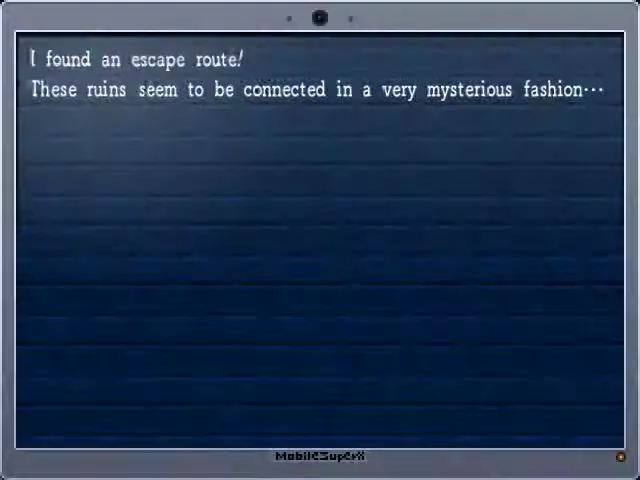 I found an escape route!
These ruins seem to be connected in a very mysterious fashion···
MobileSuperX